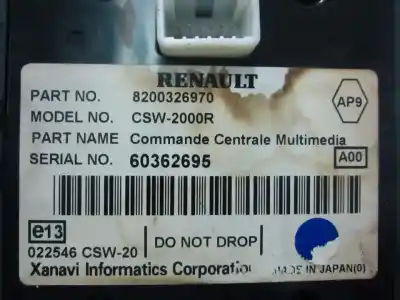 RENAULT
PART NO. 8200326970
AP9
MODEL NO. CSW-2000R
PART NAME Commande Centrale Multimedia
SERIAL NO. 60362695
A00
e13
022546 CSW-20
DO NOT DROP
Xanavi Informatics Corporation
MADE IN JAPAN(0)